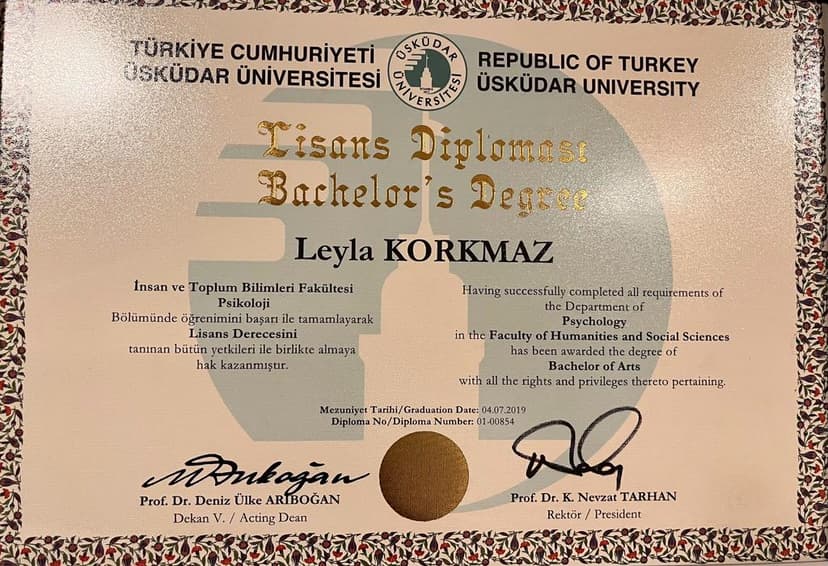 TÜRKİYE CUMHURİYETİ
ÜSKÜDAR ÜNİVERSİTESİ
ÜSKÜDAR ÜNİVERSİTESİ
REPUBLIC OF TURKEY
ÜSKÜDAR UNIVERSITY
Lisans Diploması
Bachelor's Degree
Leyla KORKMAZ
İnsan ve Toplum Bilimleri Fakültesi
Psikoloji
Bölümünde öğrenimini başarı ile tamamlayarak
Lisans Derecesini
tanınan bütün yetkileri ile birlikte almaya
hak kazanmıştır.
Having successfully completed all requirements of
the Department of
Psychology
in the Faculty of Humanities and Social Sciences
has been awarded the degree of
Bachelor of Arts
with all the rights and privileges thereto pertaining.
Mezuniyet Tarihi/Graduation Date: 04.07.2019
Diploma No/Diploma Number: 01-00854
Prof. Dr. Deniz Ülke ARIBOĞAN
Dekan V. / Acting Dean
Prof. Dr. K. Nevzat TARHAN
Rektör / President